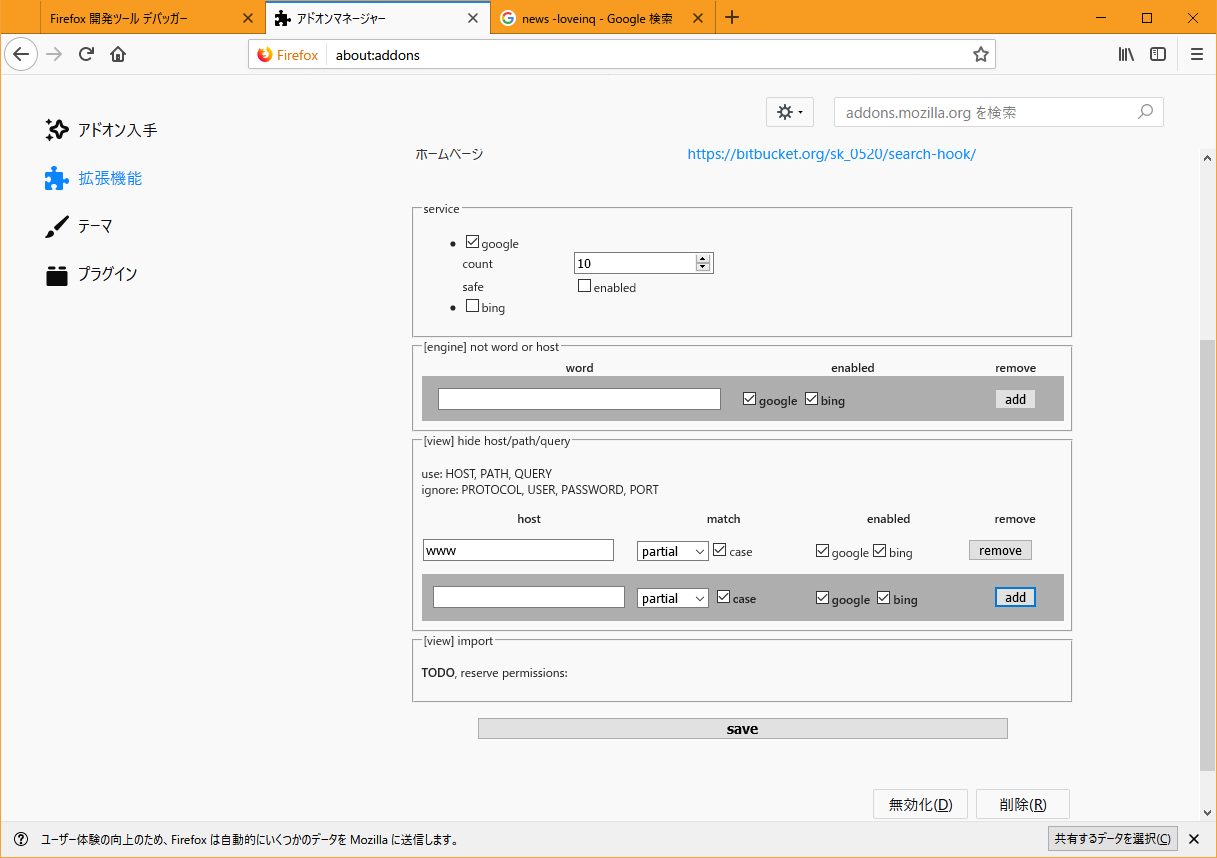 Firefox 開発ツール デバッガー
アドオンマネージャー
news -loveinq - Google 検索
Firefox about:addons
アドオン入手
拡張機能
テーマ
プラグイン
addons.mozilla.org を検索
ホームページ https://bitbucket.org/sk_0520/search-hook/
service
google
count 10
safe enabled
bing
[engine] not word or host
word enabled remove
google bing add
[view] hide host/path/query
use: HOST, PATH, QUERY
ignore: PROTOCOL, USER, PASSWORD, PORT
host match enabled remove
www partial case google bing remove
partial case google bing add
[view] import
TODO, reserve permissions:
save
無効化(D) 削除(R)
ユーザー体験の向上のため、Firefox は自動的にいくつかのデータを Mozilla に送信します。 共有するデータを選択(C)